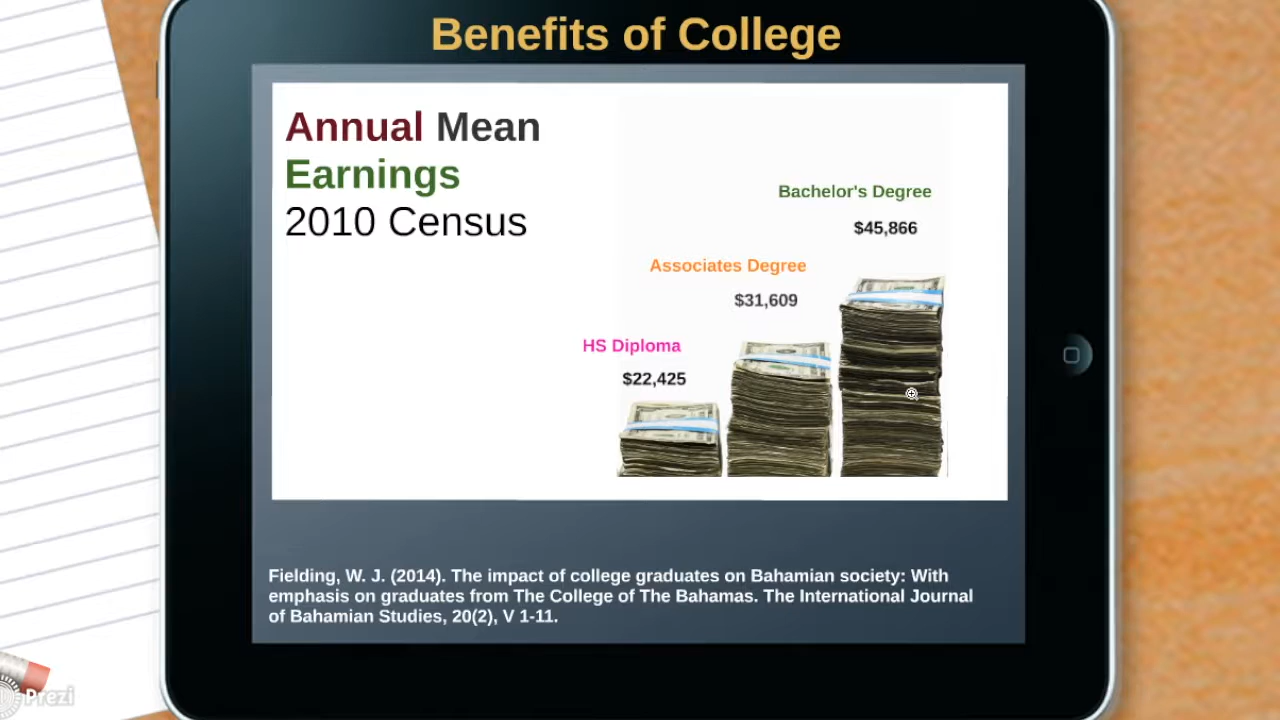 Benefits of College
Annual Mean
Earnings
2010 Census
Bachelor's Degree
$45,866
Associates Degree
$31,609
HS Diploma
$22,425
Fielding, W. J. (2014). The impact of college graduates on Bahamian society: With
emphasis on graduates from The College of The Bahamas. The International Journal
of Bahamian Studies, 20(2), V 1-11.
Prezi